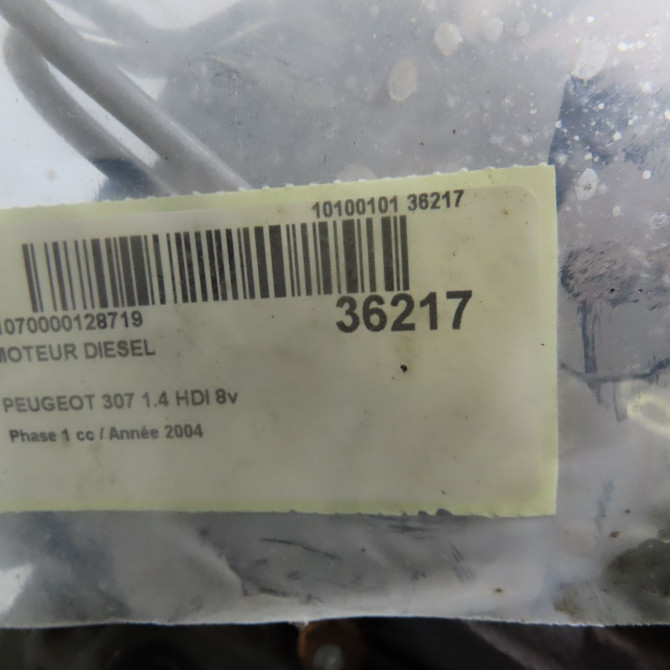 10100101 36217
1070000128719
36217
MOTEUR DIESEL
PEUGEOT 307 1.4 HDI 8v
Phase 1 cc / Année 2004